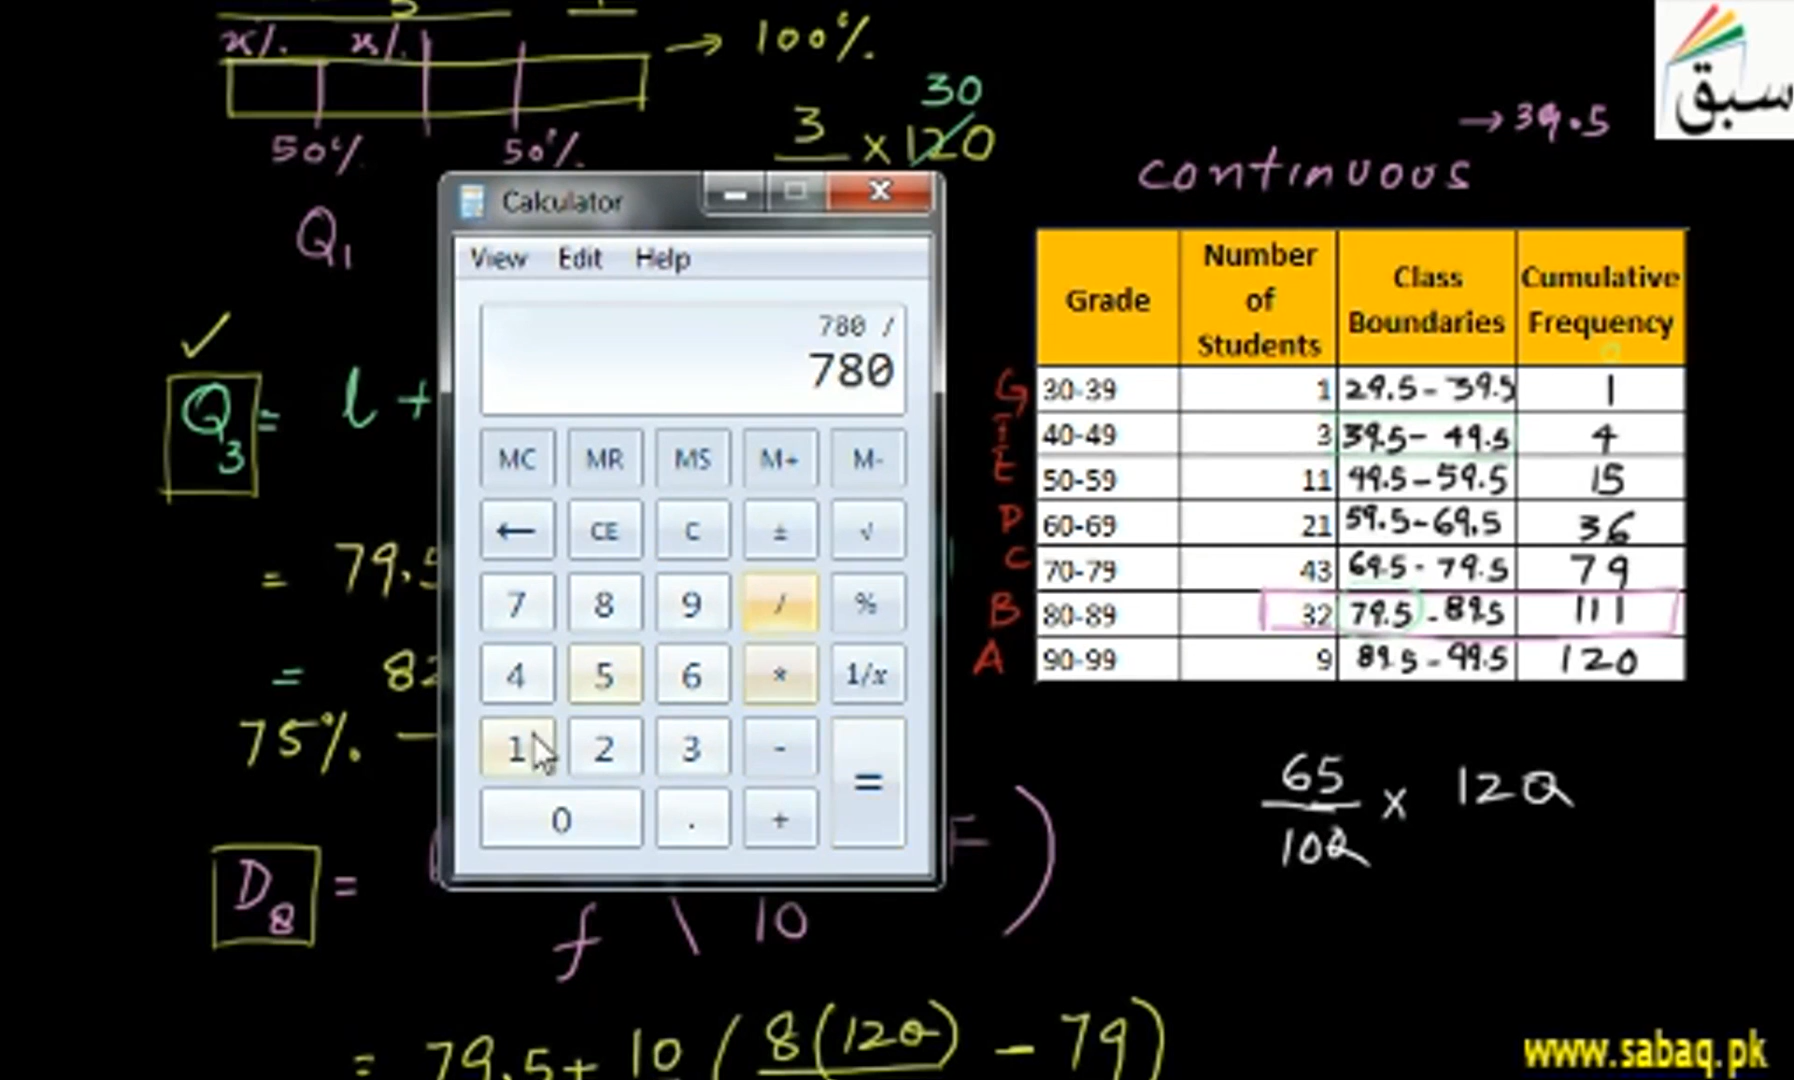 x%. x%. → 100%.
50% 50%.
3 × 120
30
Q1
→ 39.5
سبق
continuous
Calculator
View Edit Help
780 /
780
MC MR MS M+ M-
← CE C ± √
7 8 9 / %
4 5 6 * 1/x
1 2 3 - =
0 . +
Q3 = l +
= 79.5
= 82
75%. —
D8 =
f \ 10 )
= 79.5 + 10 ( 8(120) - 79)
Grade Number of Students Class Boundaries Cumulative Frequency
30-39 1 29.5-39.5 1
40-49 3 39.5-49.5 4
50-59 11 49.5-59.5 15
D 60-69 21 59.5-69.5 36
C 70-79 43 69.5-79.5 79
B 80-89 32 79.5-89.5 111
A 90-99 9 89.5-99.5 120
65
100
× 120
www.sabaq.pk